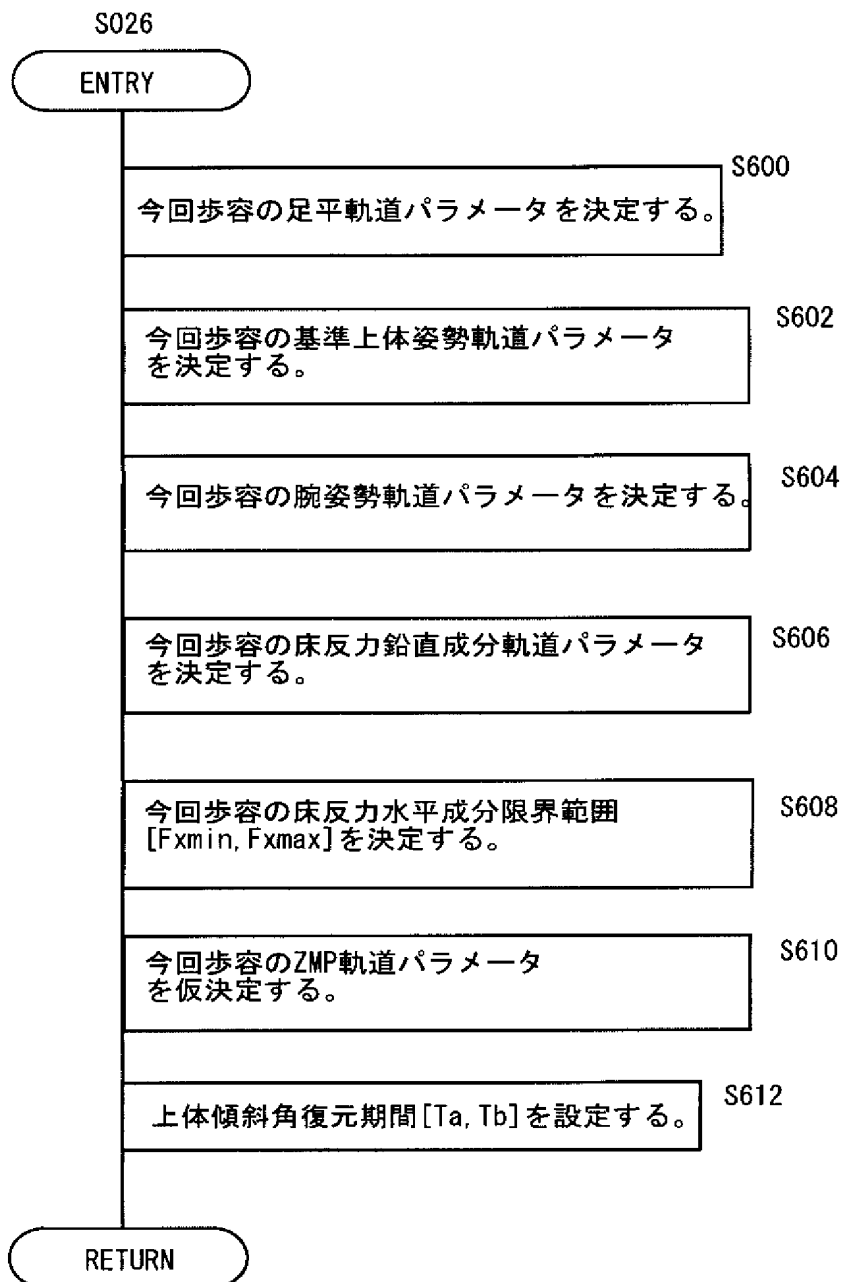 S026
ENTRY
S600
今回歩容の足平軌道パラメータを決定する。
S602
今回歩容の基準上体姿勢軌道パラメータ
を決定する。
S604
今回歩容の腕姿勢軌道パラメータを決定する。
S606
今回歩容の床反力鉛直成分軌道パラメータ
を決定する。
S608
今回歩容の床反力水平成分限界範囲
[Fxmin,Fxmax]を決定する。
S610
今回歩容のZMP軌道パラメータ
を仮決定する。
S612
上体傾斜角復元期間[Ta,Tb]を設定する。
RETURN